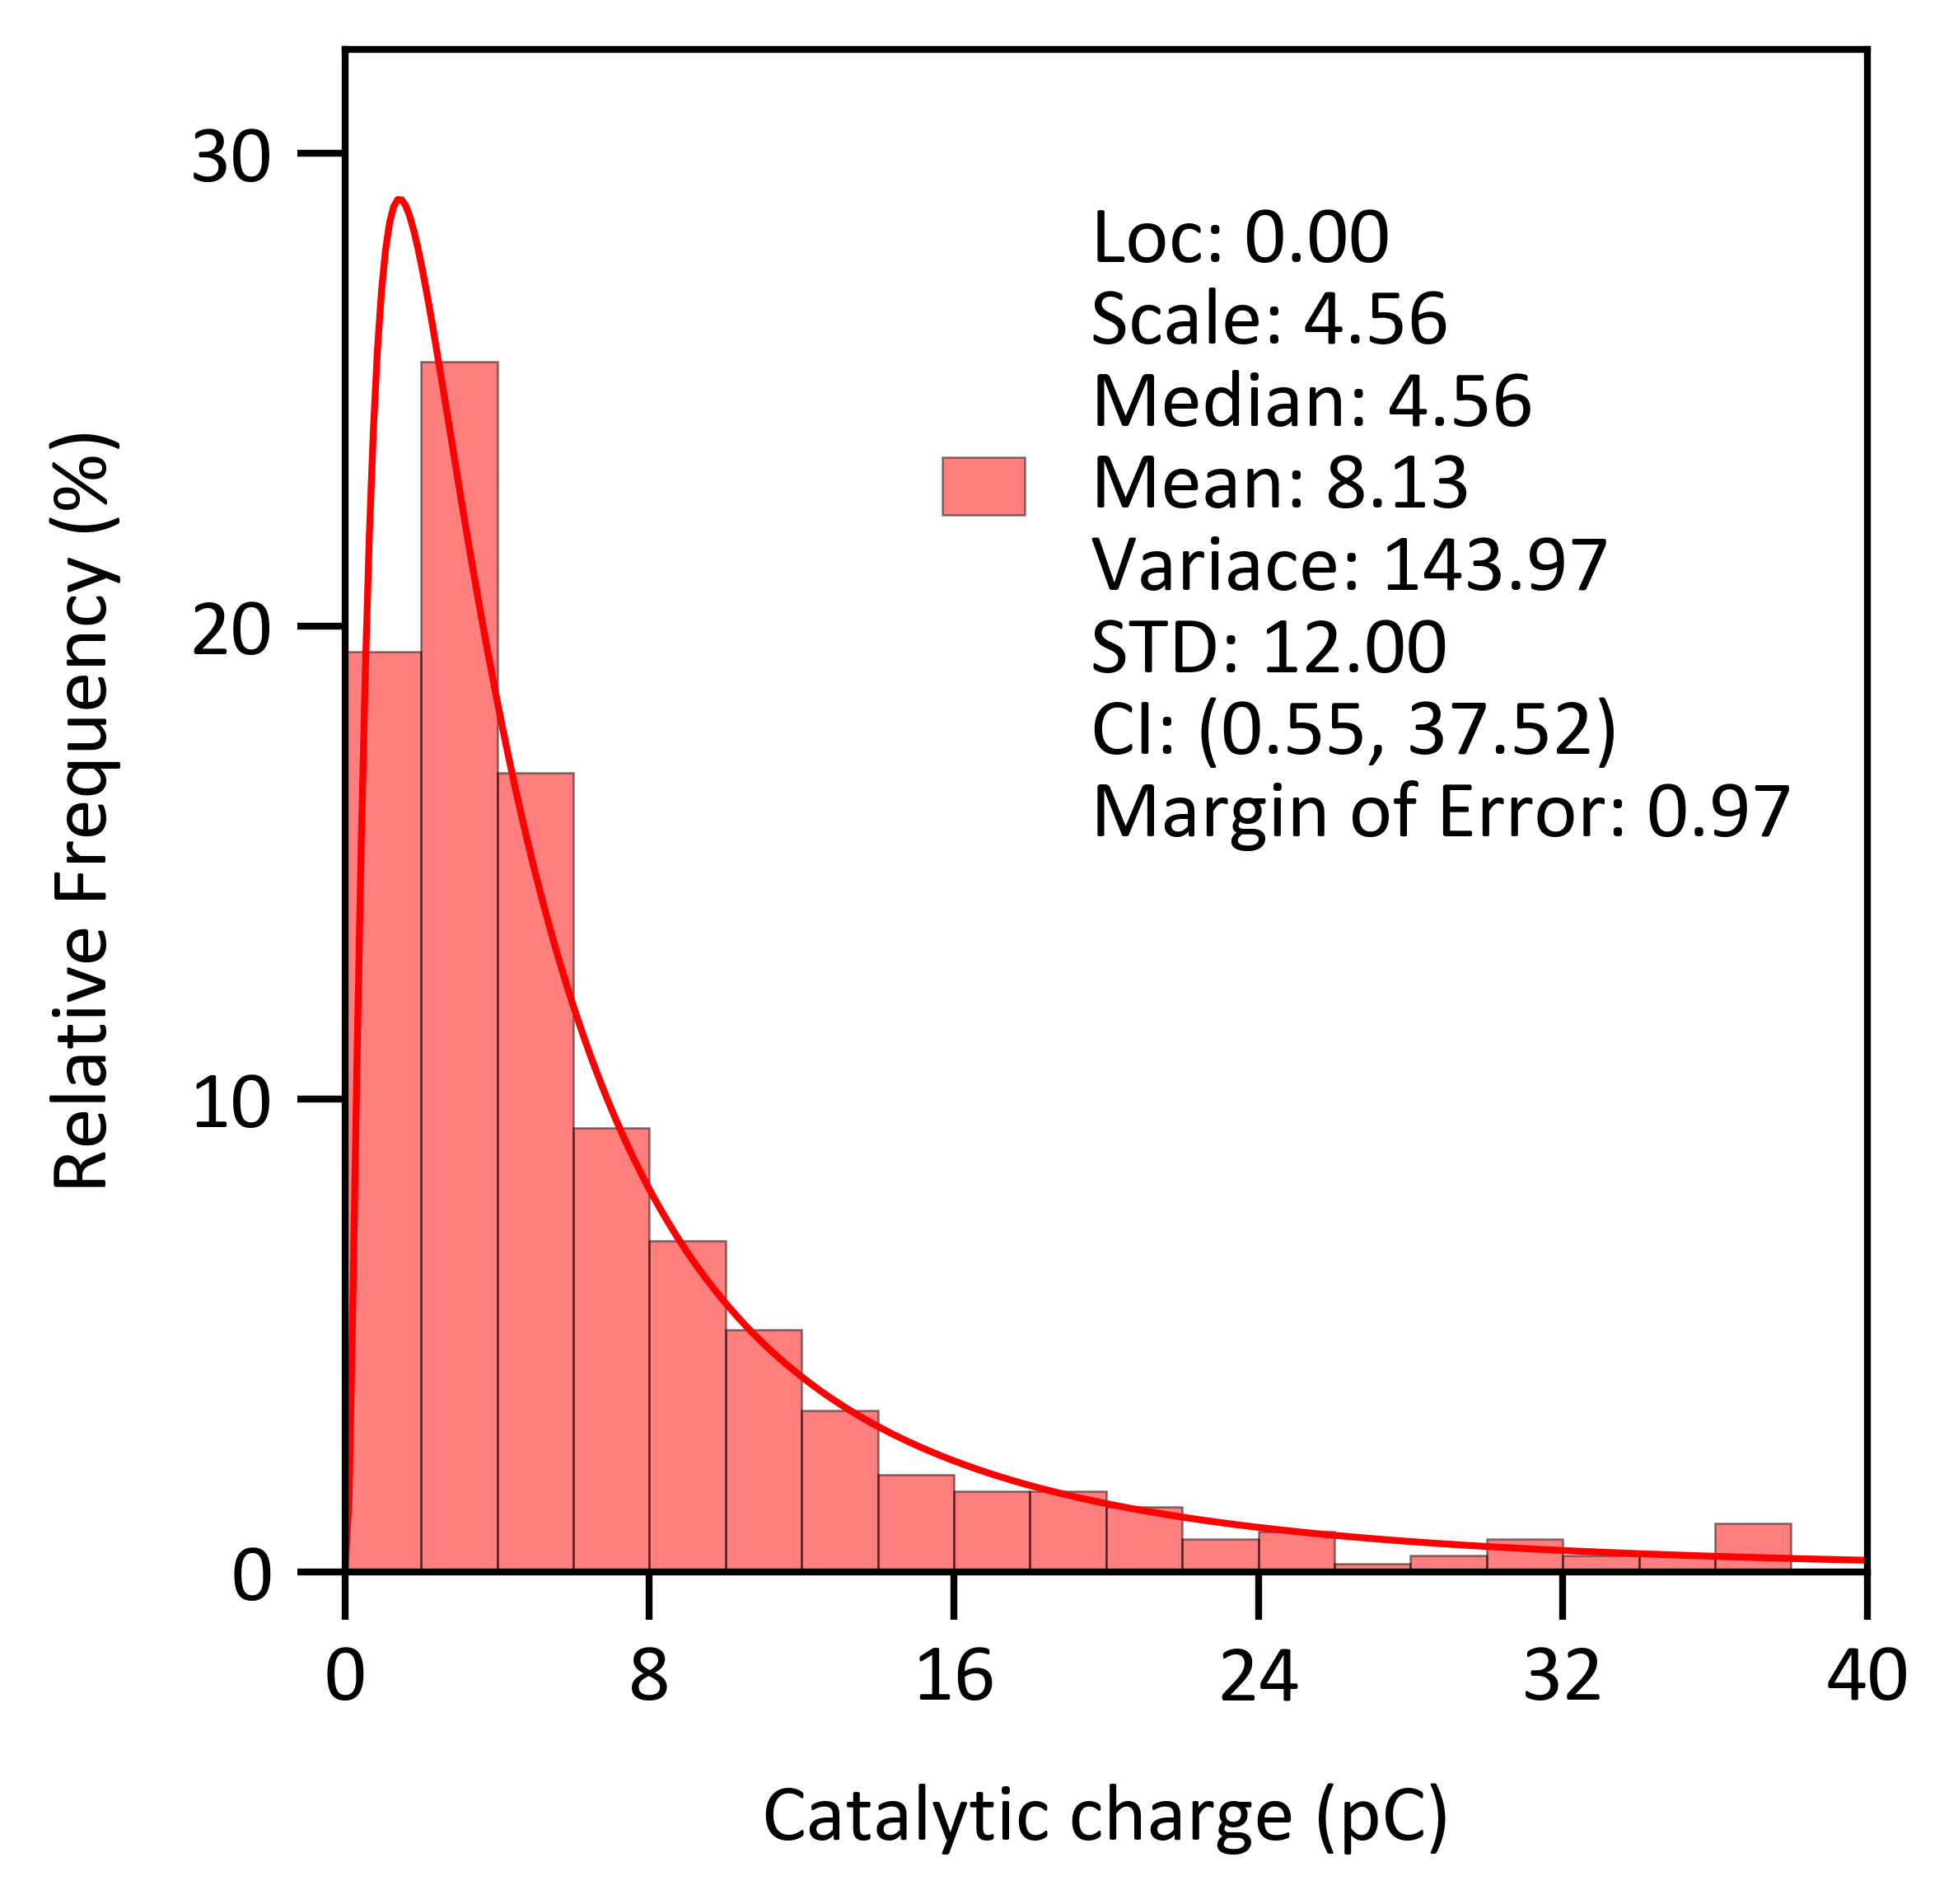 30
20
10
0
Relative Frequency (%)
Loc: 0.00
Scale: 4.56
Median: 4.56
Mean: 8.13
Variace: 143.97
STD: 12.00
CI: (0.55, 37.52)
Margin of Error: 0.97
0 8 16 24 32 40
Catalytic charge (pC)